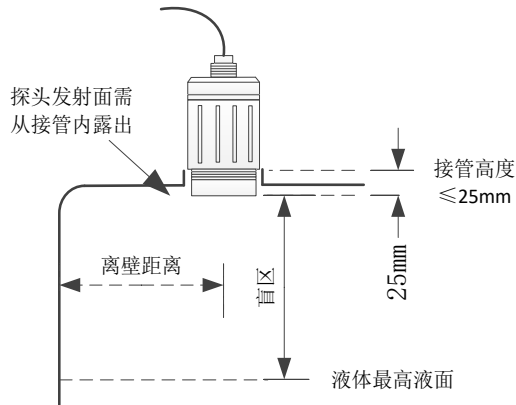 探头发射面需
从接管内露出
接管高度
≤25mm
25mm
离壁距离
盲区
液体最高液面